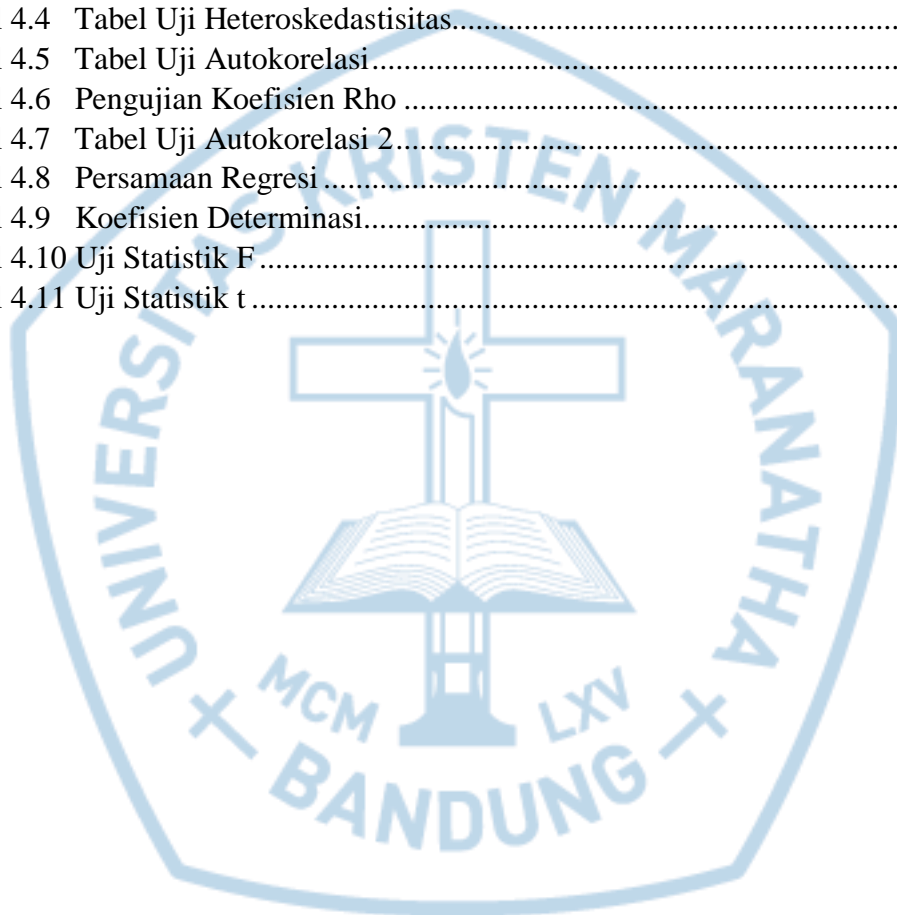 4.4 Tabel Uji Heteroskedastisitas......................................................
4.5 Tabel Uji Autokorelasi..................................................................
4.6 Pengujian Koefisien Rho..............................................................
4.7 Tabel Uji Autokorelasi 2...............................................................
4.8 Persamaan Regresi.......................................................................
4.9 Koefisien Determinasi...................................................................
4.10 Uji Statistik F................................................................................
4.11 Uji Statistik t.................................................................................
UNIVERSITAS KRISTEN MARANATHA
MCM LXV
BANDUNG